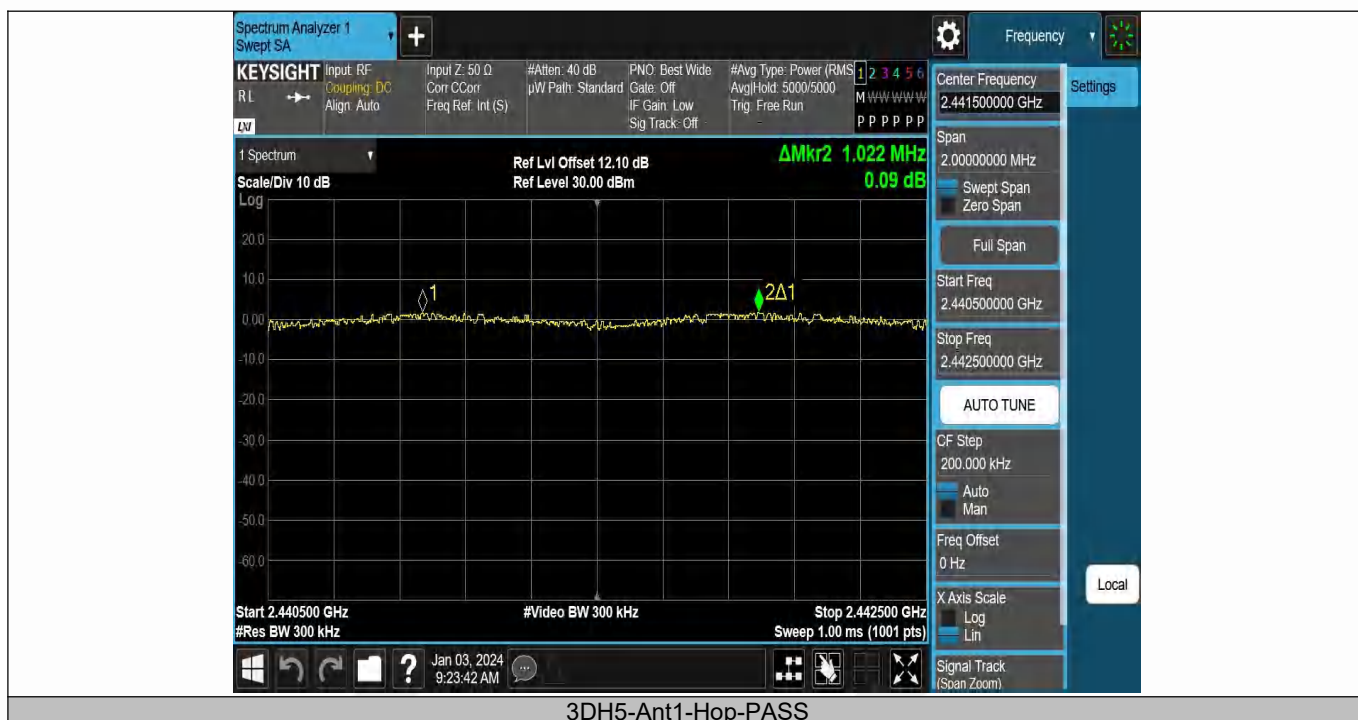 Spectrum Analyzer 1
Swept SA
+
Frequency
KEYSIGHT
RL
LXI
Input: RF
Coupling: DC
Align: Auto
Input Z: 50 Ω
Corr CCorr
Freq Ref: Int (S)
#Atten: 40 dB
µW Path: Standard
PNO: Best Wide
Gate: Off
IF Gain: Low
Sig Track: Off
#Avg Type: Power (RMS
Avg|Hold: 5000/5000
Trig: Free Run
1 2 3 4 5 6
M W W W W W
P P P P P P
1 Spectrum
Scale/Div 10 dB
Log
Ref Lvl Offset 12.10 dB
Ref Level 30.00 dBm
ΔMkr2 1.022 MHz
0.09 dB
20.0
10.0
0.00
-10.0
-20.0
-30.0
-40.0
-50.0
-60.0
1
2Δ1
Start 2.440500 GHz
#Res BW 300 kHz
#Video BW 300 kHz
Stop 2.442500 GHz
Sweep 1.00 ms (1001 pts)
Center Frequency
2.441500000 GHz
Settings
Span
2.00000000 MHz
Swept Span
Zero Span
Full Span
Start Freq
2.440500000 GHz
Stop Freq
2.442500000 GHz
AUTO TUNE
CF Step
200.000 kHz
Auto
Man
Freq Offset
0 Hz
X Axis Scale
Log
Lin
Local
Signal Track
(Span Zoom)
?
Jan 03, 2024
9:23:42 AM
3DH5-Ant1-Hop-PASS